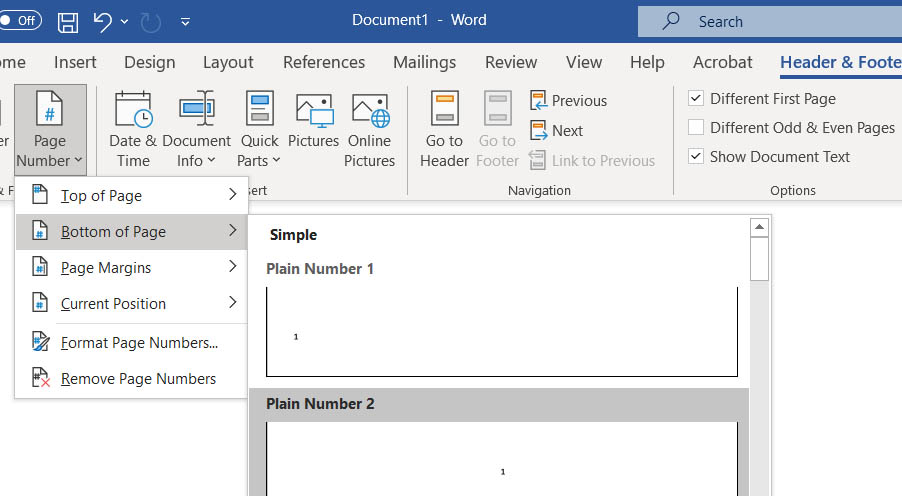 Off
Document1 - Word
Search
ome Insert Design Layout References Mailings Review View Help Acrobat Header & Foote
er
Page
Number
Date &
Time
Document
Info
Quick
Parts
Pictures
Online
Pictures
Go to
Header
Go to
Footer
Previous
Next
Link to Previous
Different First Page
Different Odd & Even Pages
Show Document Text
& F
ert
Navigation
Options
Top of Page
Bottom of Page
Page Margins
Current Position
Format Page Numbers...
Remove Page Numbers
Simple
Plain Number 1
1
Plain Number 2
1